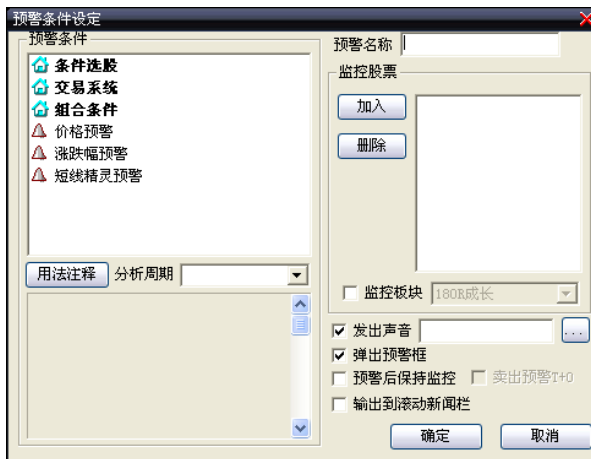 预警条件设定
预警条件
条件选股
交易系统
组合条件
价格预警
涨跌幅预警
短线精灵预警
用法注释 分析周期
预警名称
监控股票
加入
删除
监控板块 180R成长
发出声音 ...
弹出预警框
预警后保持监控 卖出预警T+0
输出到滚动新闻栏
确定 取消